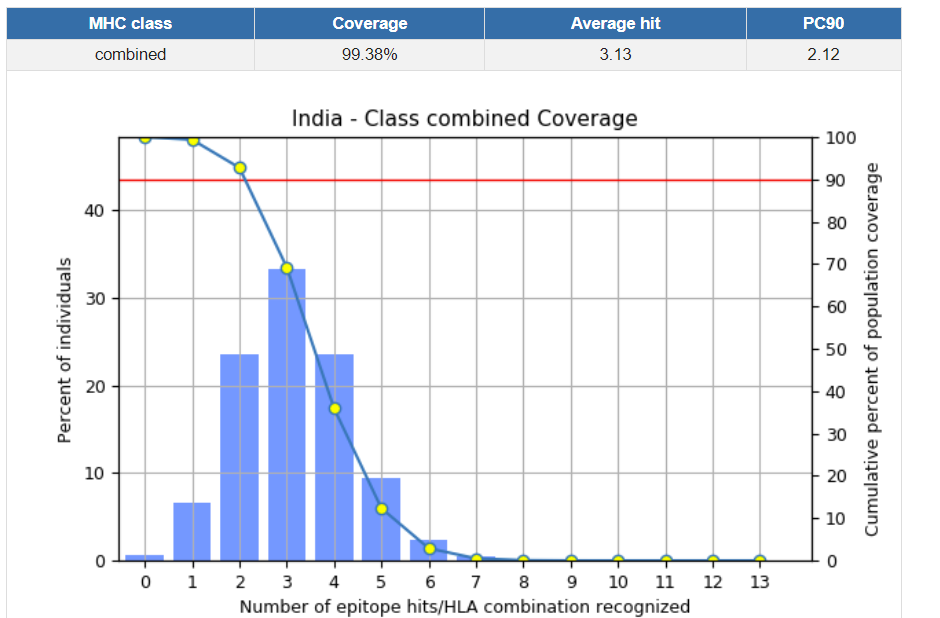 MHC class Coverage Average hit PC90
combined 99.38% 3.13 2.12
India - Class combined Coverage
100
90
40
80
70
30
60
50
20
40
30
10
20
10
0 0
0 1 2 3 4 5 6 7 8 9 10 11 12 13
Percent of individuals
Cumulative percent of population coverage
Number of epitope hits/HLA combination recognized